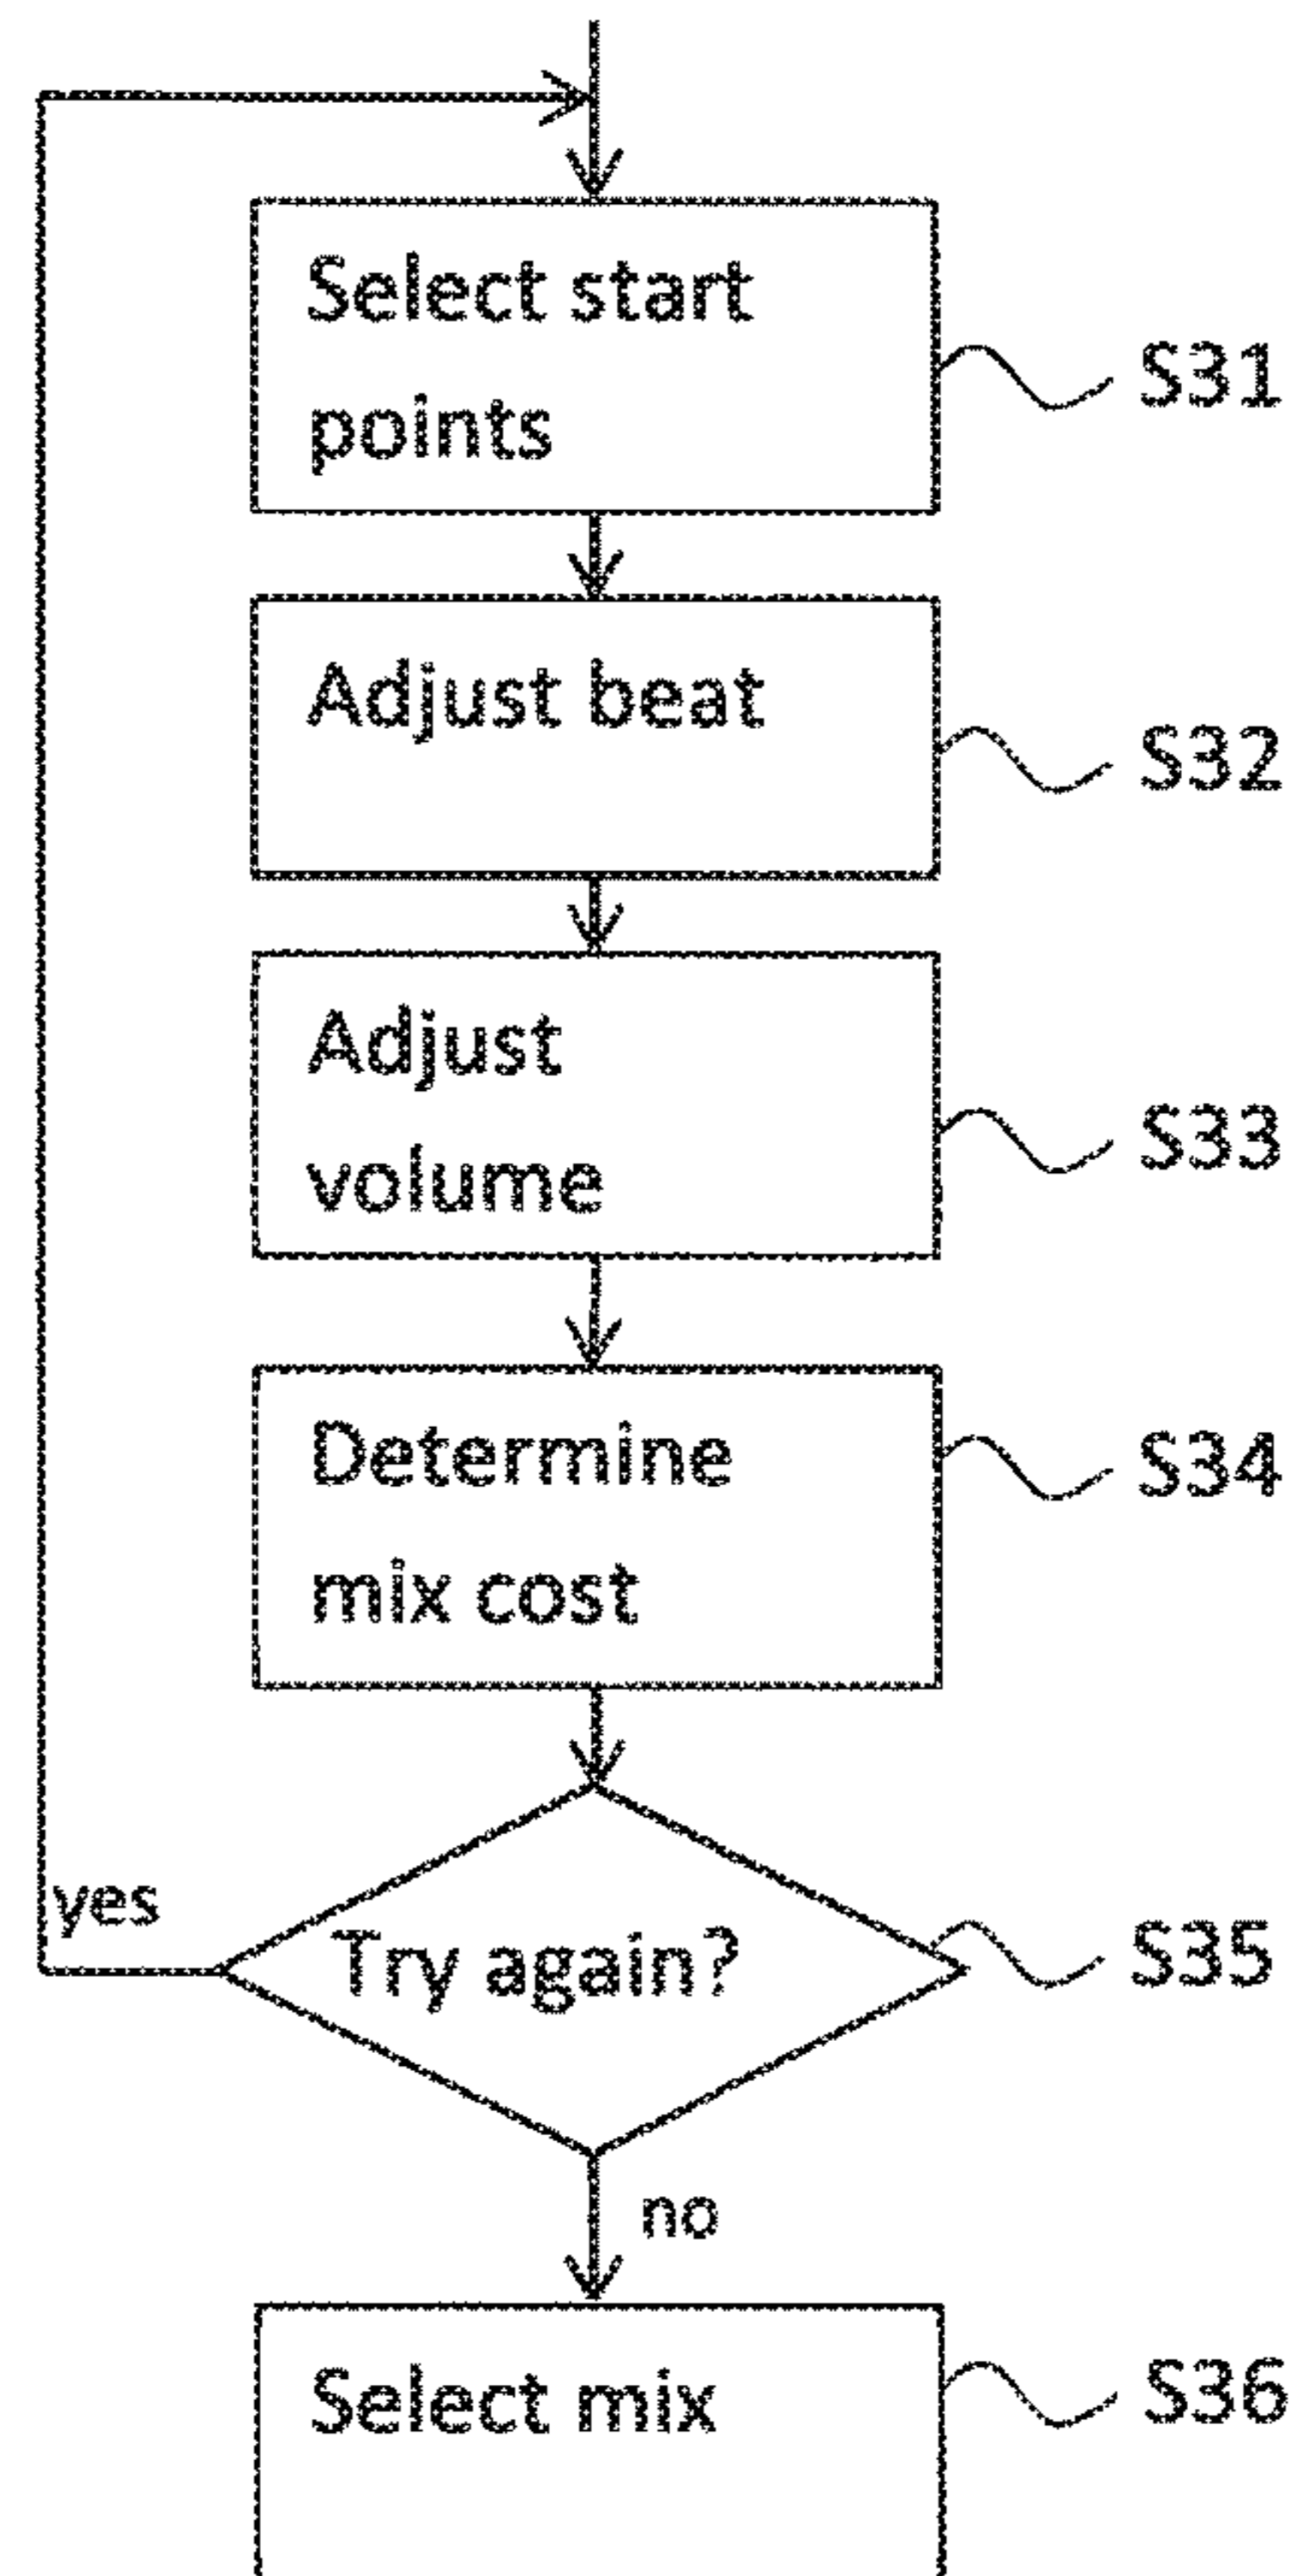 Select start
points
S31
Adjust beat
S32
Adjust
volume
S33
Determine
mix cost
S34
yes
Try again?
S35
no
Select mix
S36